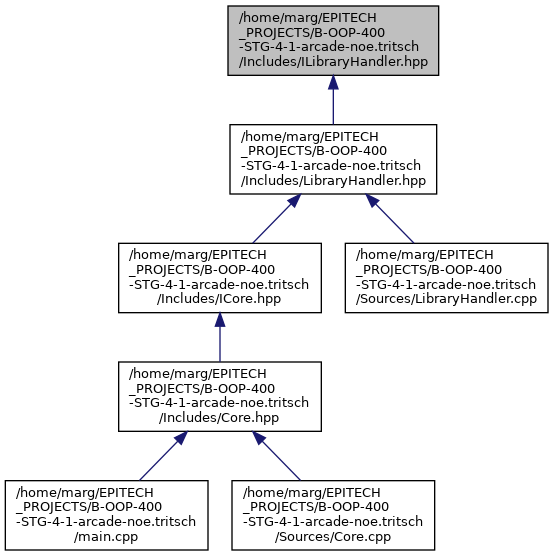 /home/marg/EPITECH
_PROJECTS/B-OOP-400
-STG-4-1-arcade-noe.tritsch
/Includes/ILibraryHandler.hpp
/home/marg/EPITECH
_PROJECTS/B-OOP-400
-STG-4-1-arcade-noe.tritsch
/Includes/LibraryHandler.hpp
/home/marg/EPITECH
_PROJECTS/B-OOP-400
-STG-4-1-arcade-noe.tritsch
/Includes/ICore.hpp
/home/marg/EPITECH
_PROJECTS/B-OOP-400
-STG-4-1-arcade-noe.tritsch
/Sources/LibraryHandler.cpp
/home/marg/EPITECH
_PROJECTS/B-OOP-400
-STG-4-1-arcade-noe.tritsch
/Includes/Core.hpp
/home/marg/EPITECH
_PROJECTS/B-OOP-400
-STG-4-1-arcade-noe.tritsch
/main.cpp
/home/marg/EPITECH
_PROJECTS/B-OOP-400
-STG-4-1-arcade-noe.tritsch
/Sources/Core.cpp